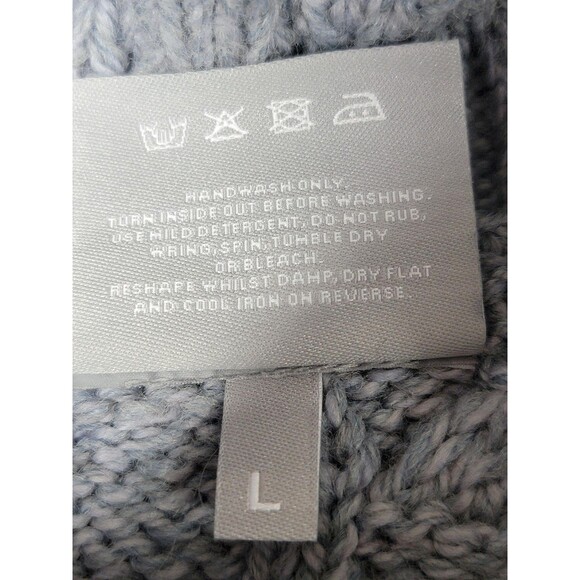 HANDWASH ONLY.
TURN INSIDE OUT BEFORE WASHING.
USE MILD DETERGENT, DO NOT RUB,
WRING, SPIN, TUMBLE DRY
OR BLEACH.
RESHAPE WHILST DAMP, DRY FLAT
AND COOL IRON ON REVERSE.
L